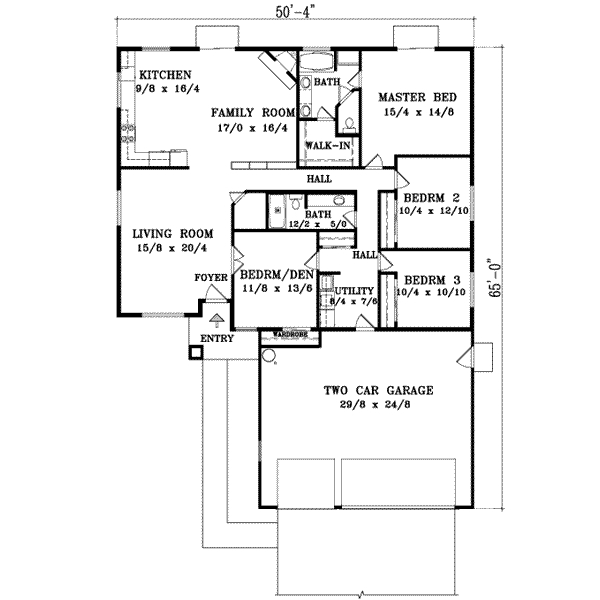 50'-4"
KITCHEN
9/8 x 16/4
FAMILY ROOM
17/0 x 16/4
BATH
MASTER BED
15/4 x 14/8
WALK-IN
HALL
BEDRM 2
10/4 x 12/10
BATH
12/2 x 5/0
LIVING ROOM
15/8 x 20/4
HALL
FOYER
BEDRM/DEN
11/8 x 13/6
BEDRM 3
10/4 x 10/10
UTILITY
8/4 x 7/6
65'-0"
ENTRY
WARDROBE
TWO CAR GARAGE
29/8 x 24/8